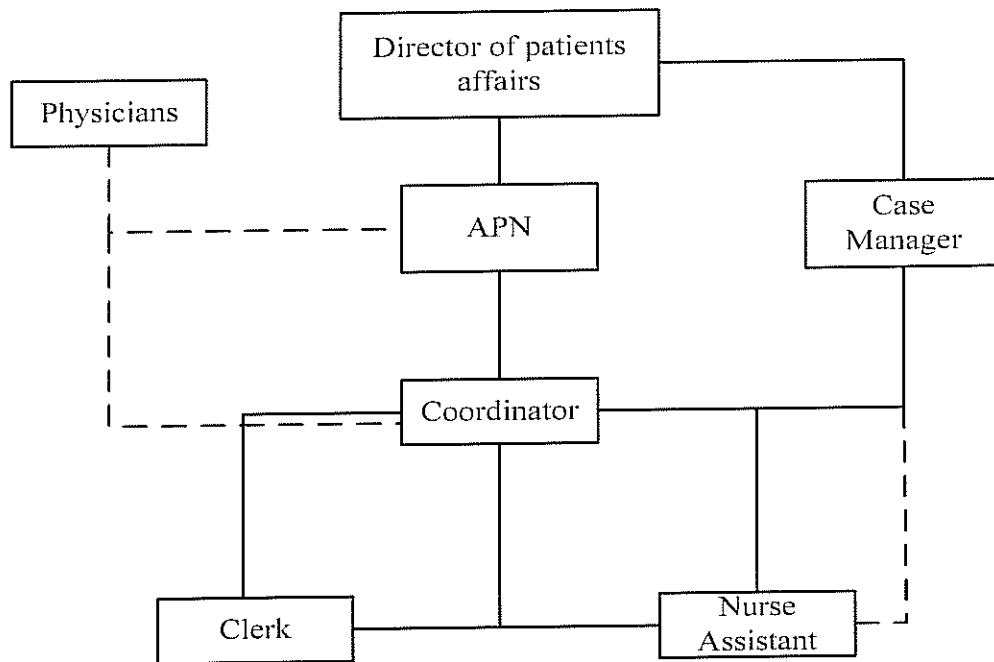 Director of patients
affairs
Physicians
APN
Case
Manager
Coordinator
Clerk
Nurse
Assistant